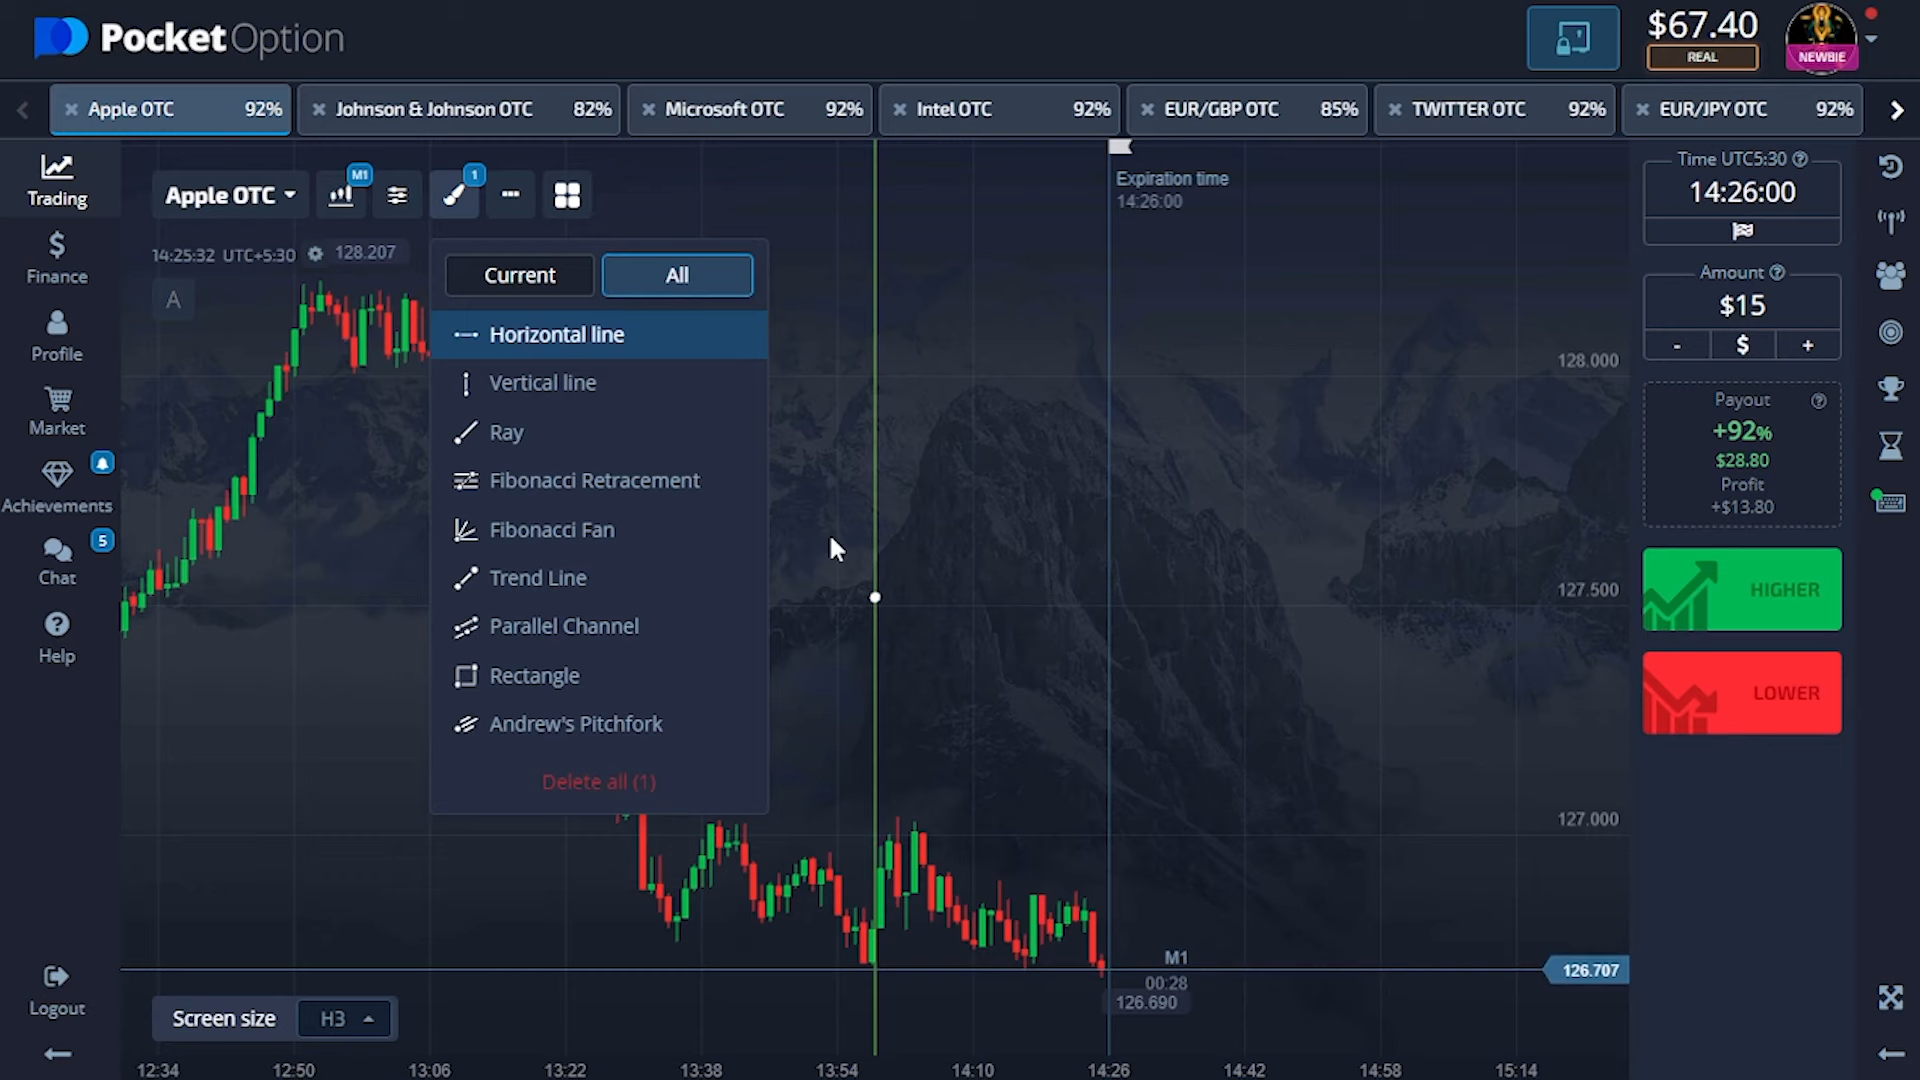 PocketOption
$67.40
REAL
NEWBIE
Apple OTC 92%
Johnson & Johnson OTC 82%
Microsoft OTC 92%
Intel OTC 92%
EUR/GBP OTC 85%
TWITTER OTC 92%
EUR/JPY OTC 92%
Trading
Finance
Profile
Market
Achievements
5
Chat
Help
Logout
Apple OTC
M1
1
14:25:32 UTC+5:30
128.207
A
Current
All
Horizontal line
Vertical line
Ray
Fibonacci Retracement
Fibonacci Fan
Trend Line
Parallel Channel
Rectangle
Andrew's Pitchfork
Delete all (1)
Expiration time
14:26:00
128.000
127.500
127.000
126.707
M1
00:28
126.690
Screen size H3
12:34 12:50 13:06 13:22 13:38 13:54 14:10 14:26 14:42 14:58 15:14
Time UTC5:30
14:26:00
Amount
$15
- $ +
Payout
+92%
$28.80
Profit
+$13.80
HIGHER
LOWER